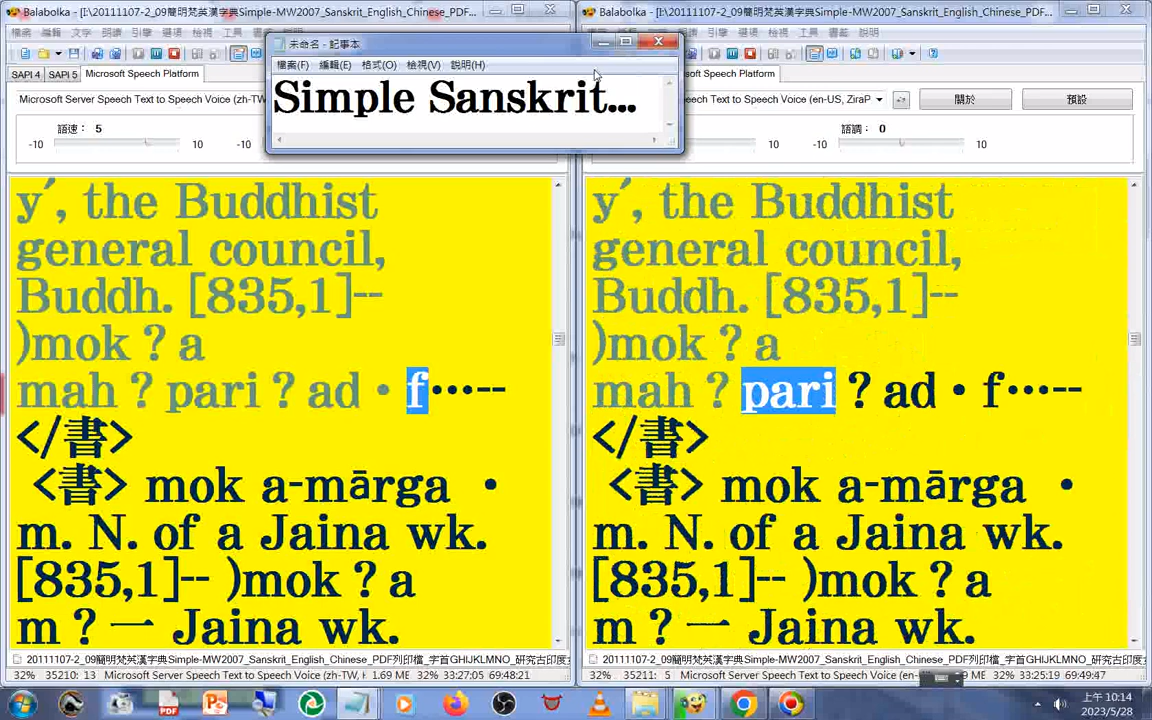 Balabolka - [I:\20111107-2_09簡明梵英漢字典Simple-MW2007_Sanskrit_English_Chinese_PDF...
Balabolka - [I:\20111107-2_09簡明梵英漢字典Simple-MW2007_Sanskrit_English_Chinese_PDF...
未命名 - 記事本
檔案(F) 編輯(E) 格式(O) 檢視(V) 說明(H)
Simple Sanskrit...
SAPI 4 SAPI 5 Microsoft Speech Platform
Speech Platform
Microsoft Server Speech Text to Speech Voice (zh-TW
ech Text to Speech Voice (en-US, ZiraP
關於
預設
語速： 5
-10 10 -10
語調： 0
10 -10 10
y′, the Buddhist
general council,
Buddh. [835,1]--
)mok？a
mah？pari？ad・f…--
</書>
<書> mok a-mārga ・
m. N. of a Jaina wk.
[835,1]-- )mok？a
m？一 Jaina wk.
y′, the Buddhist
general council,
Buddh. [835,1]--
)mok？a
mah？pari？ad・f…--
</書>
<書> mok a-mārga ・
m. N. of a Jaina wk.
[835,1]-- )mok？a
m？一 Jaina wk.
20111107-2_09簡明梵英漢字典Simple-MW2007_Sanskrit_English_Chinese_PDF列印檔_字首GHIJKLMNO_研究古印度
20111107-2_09簡明梵英漢字典Simple-MW2007_Sanskrit_English_Chinese_PDF列印檔_字首GHIJKLMNO_研究古印度
32% 35210: 13 Microsoft Server Speech Text to Speech Voice (zh-TW, H 1.69 ME 32% 33:27:05 69:48:21
32% 35211: 5 Microsoft Server Speech Text to Speech Voice (en-US, Zira 1.69 ME 32% 33:25:19 69:49:47
上午 10:14
2023/5/28